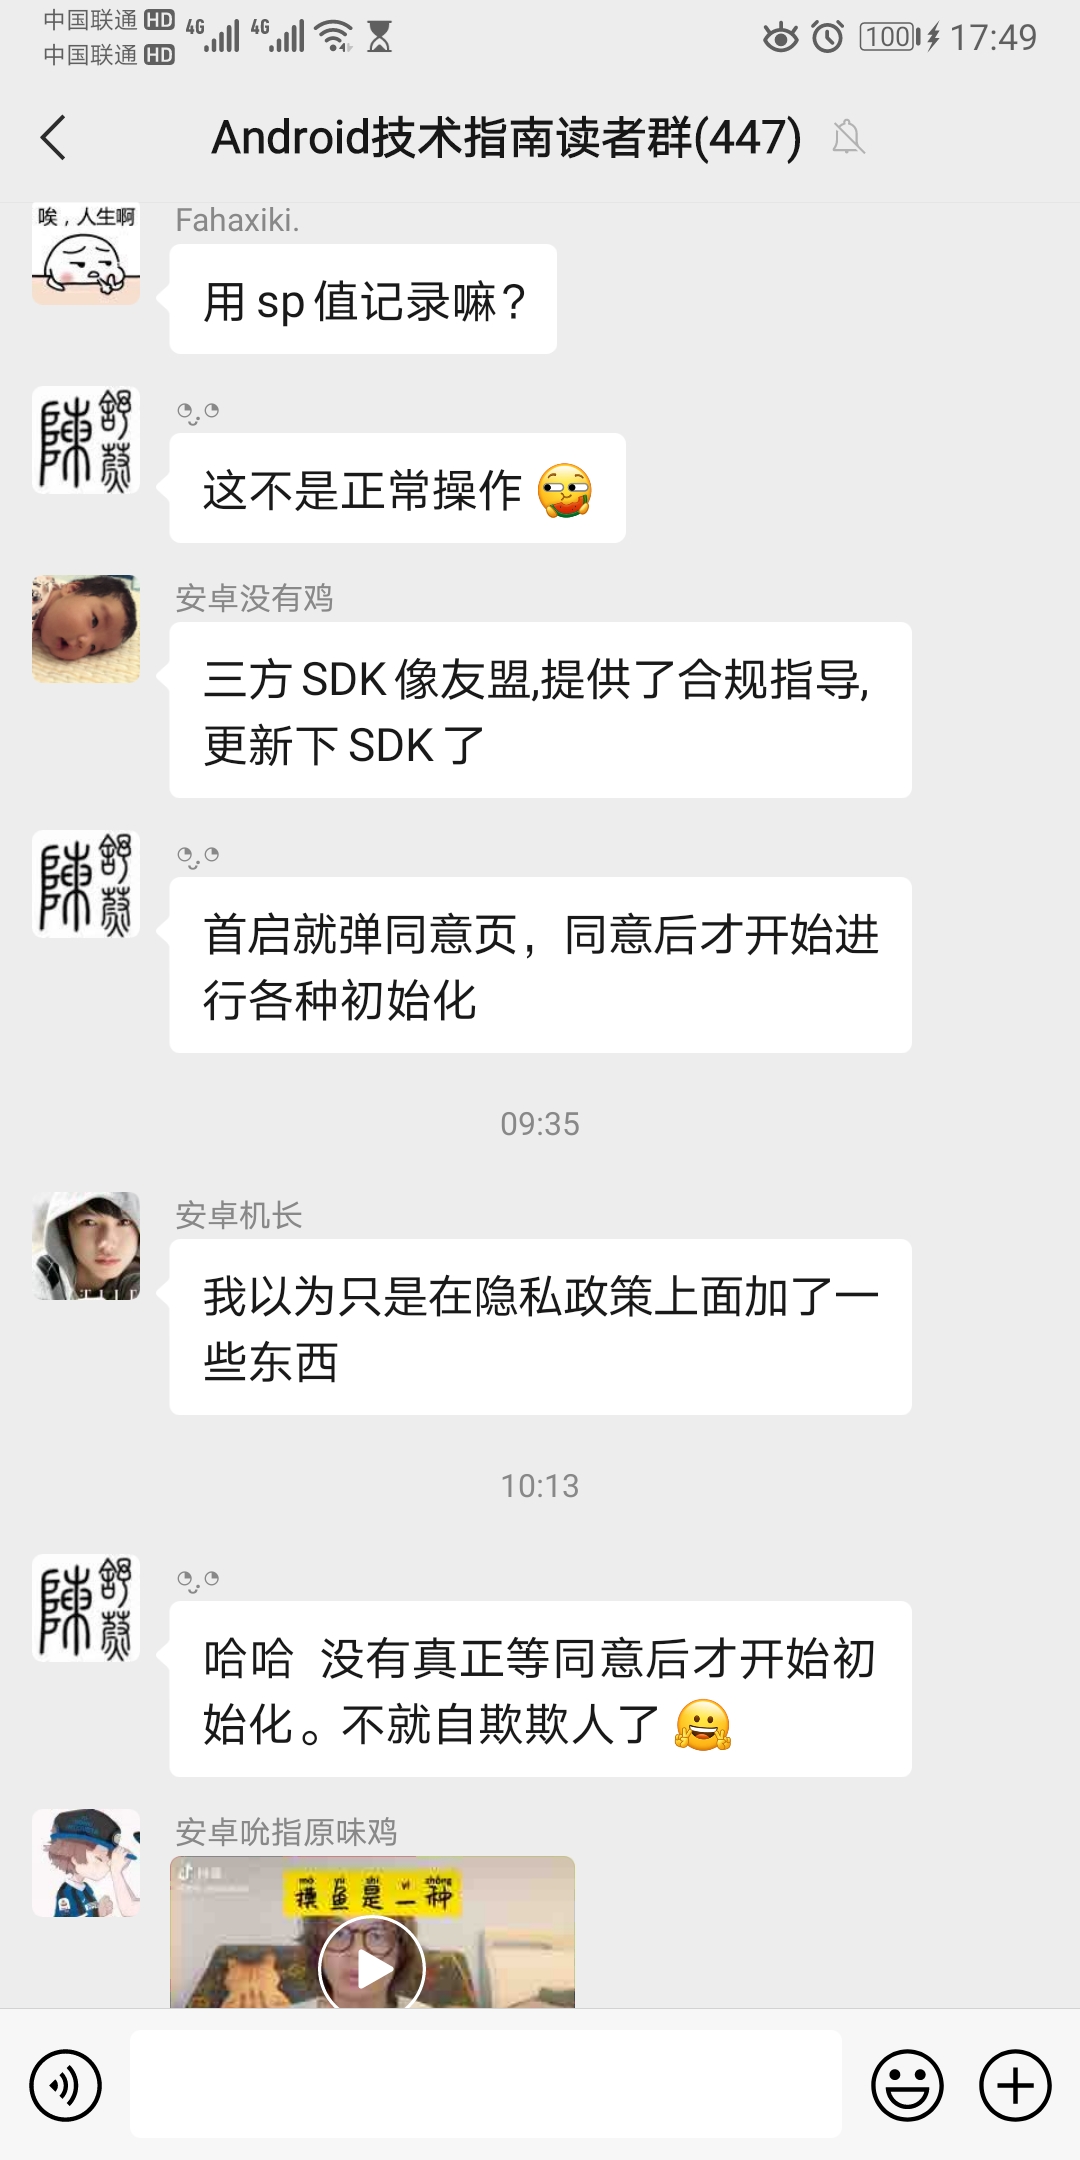 中国联通 HD 4G 4G 100 17:49
中国联通 HD
Android技术指南读者群(447)
唉，人生啊
Fahaxiki.
用 sp 值记录嘛？
陳 舒
这不是正常操作
安卓没有鸡
三方 SDK 像友盟,提供了合规指导,
更新下 SDK 了
陳 舒
首启就弹同意页，同意后才开始进
行各种初始化
09:35
安卓机长
我以为只是在隐私政策上面加了一
些东西
10:13
陳 舒
哈哈 没有真正等同意后才开始初
始化。不就自欺欺人了
安卓吮指原味鸡
mō yú shì yì zhǒng
摸鱼是一种